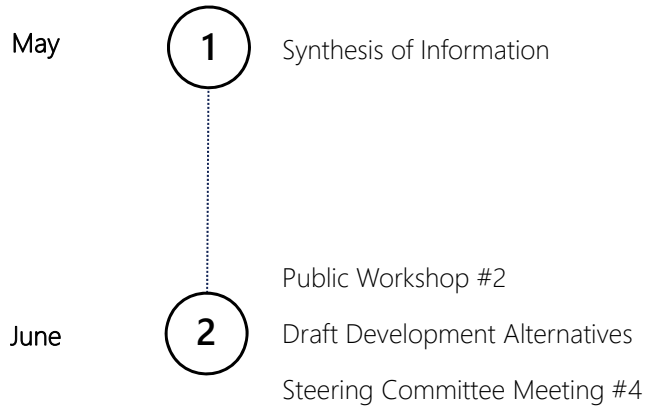 May
1
Synthesis of Information
Public Workshop #2
June
2
Draft Development Alternatives
Steering Committee Meeting #4